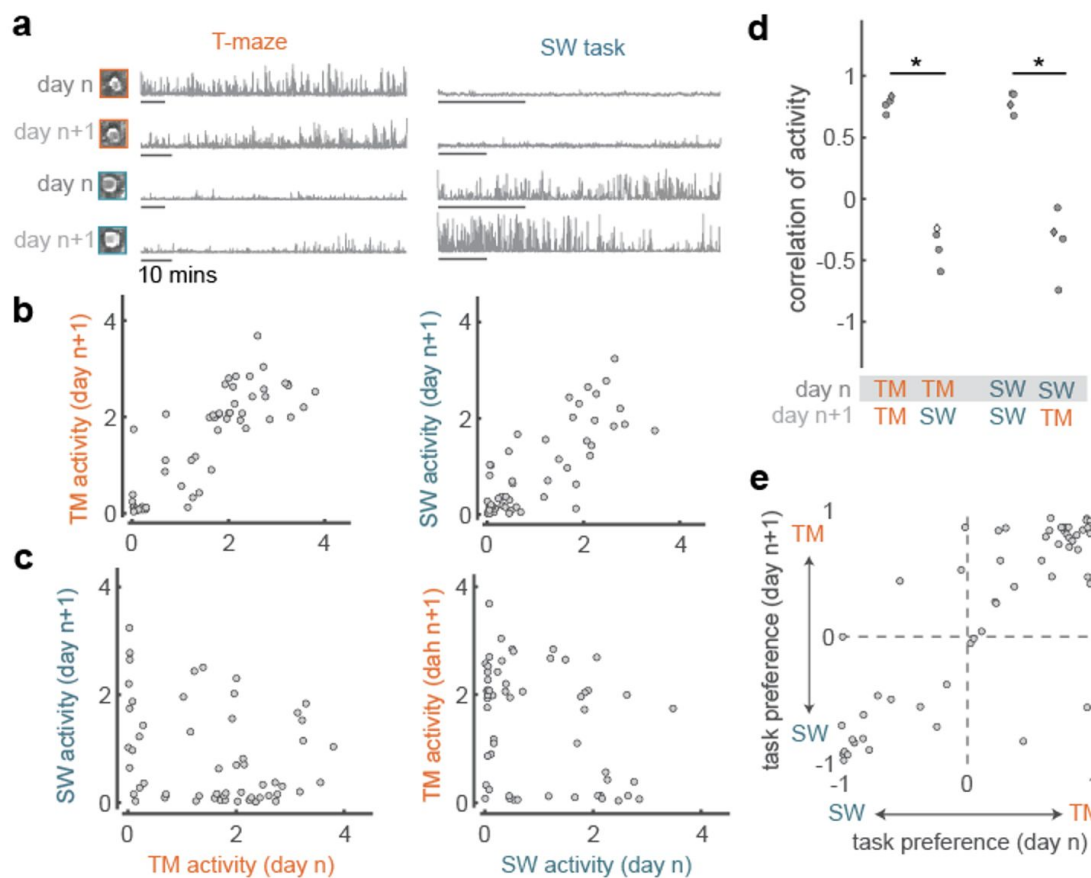 a
T-maze
SW task
day n
day n+1
day n
day n+1
10 mins
b
TM activity (day n+1)
4
2
0
0 2 4
SW activity (day n+1)
4
2
0
0 2 4
c
SW activity (day n+1)
4
2
0
0 2 4
TM activity (day n)
TM activity (dah n+1)
4
2
0
0 2 4
SW activity (day n)
d
correlation of activity
1
0.5
0
-0.5
-1
* *
day n TM TM SW SW
day n+1 TM SW SW TM
e
task preference (day n+1)
1
TM
0
SW
-1
-1 0
SW TM
task preference (day n)